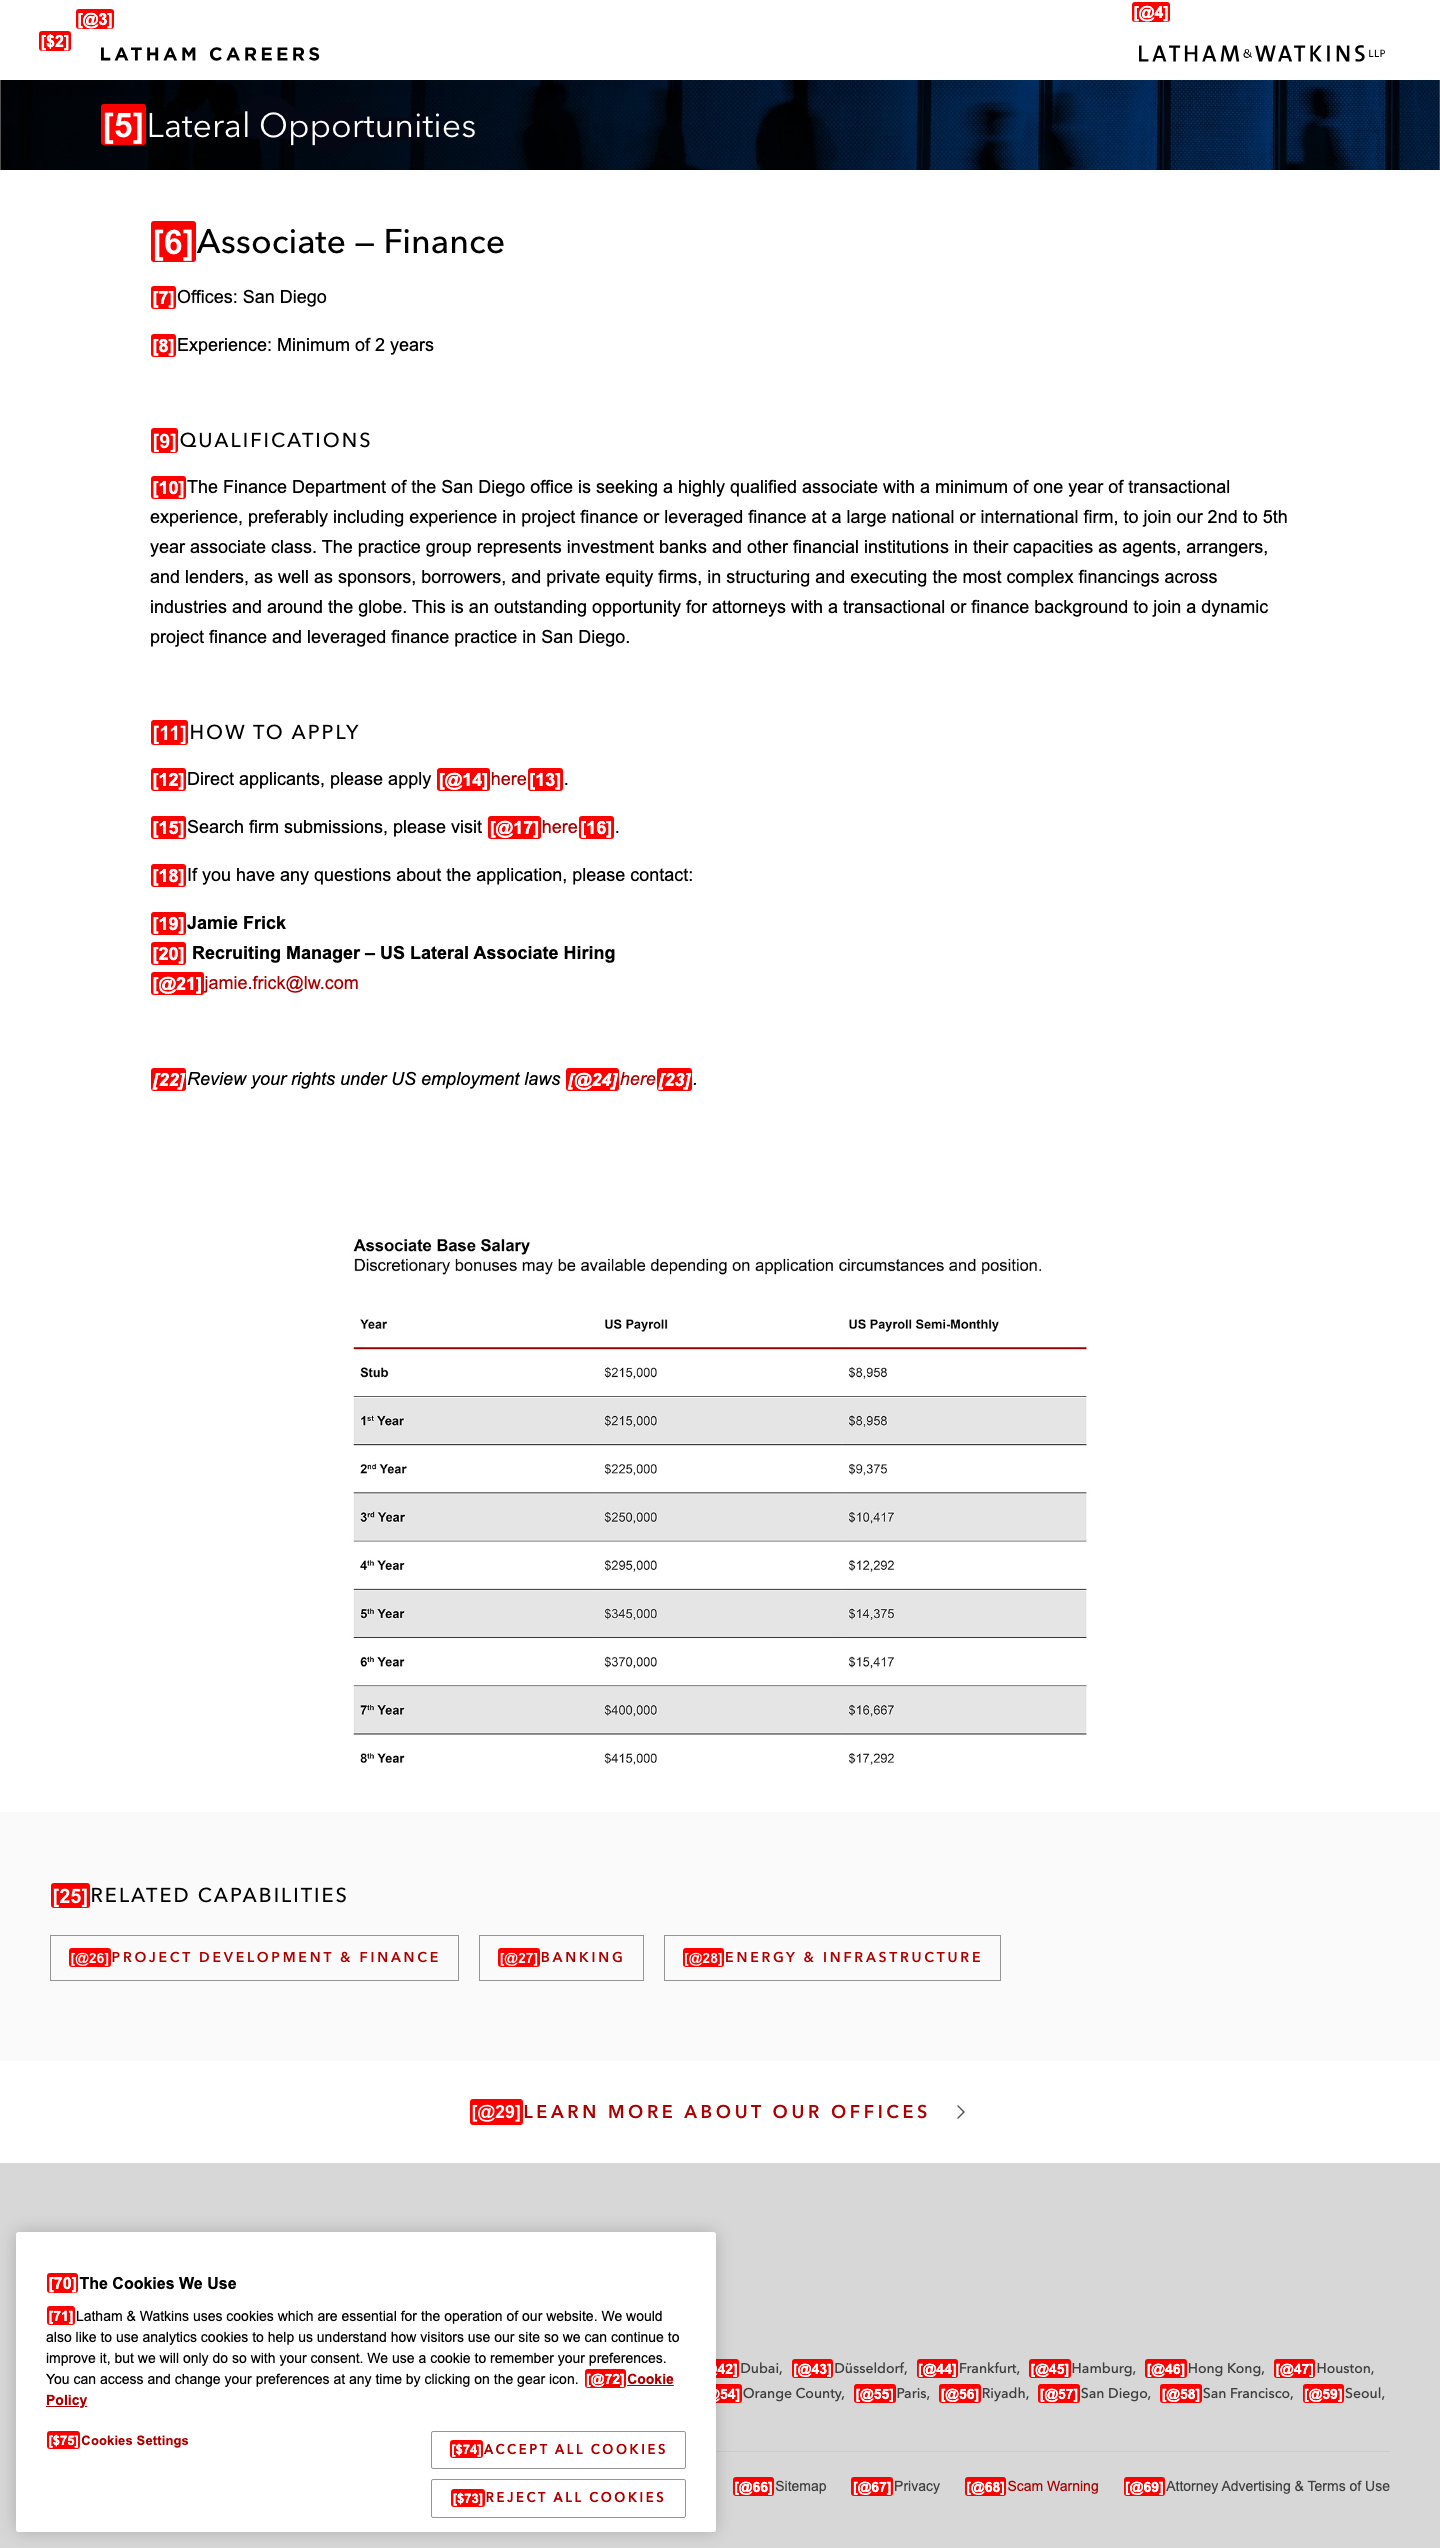 [@3] [@4]
[$2]
LATHAM CAREERS LATHAM&WATKINS LLP
[5]Lateral Opportunities
[6]Associate – Finance
[7]Offices: San Diego
[8]Experience: Minimum of 2 years
[9]QUALIFICATIONS
[10]The Finance Department of the San Diego office is seeking a highly qualified associate with a minimum of one year of transactional
experience, preferably including experience in project finance or leveraged finance at a large national or international firm, to join our 2nd to 5th
year associate class. The practice group represents investment banks and other financial institutions in their capacities as agents, arrangers,
and lenders, as well as sponsors, borrowers, and private equity firms, in structuring and executing the most complex financings across
industries and around the globe. This is an outstanding opportunity for attorneys with a transactional or finance background to join a dynamic
project finance and leveraged finance practice in San Diego.
[11]HOW TO APPLY
[12]Direct applicants, please apply [@14]here[13].
[15]Search firm submissions, please visit [@17]here[16].
[18]If you have any questions about the application, please contact:
[19]Jamie Frick
[20] Recruiting Manager – US Lateral Associate Hiring
[@21]jamie.frick@lw.com
[22]Review your rights under US employment laws [@24]here[23].
Associate Base Salary
Discretionary bonuses may be available depending on application circumstances and position.
Year US Payroll US Payroll Semi-Monthly
Stub $215,000 $8,958
1st Year $215,000 $8,958
2nd Year $225,000 $9,375
3rd Year $250,000 $10,417
4th Year $295,000 $12,292
5th Year $345,000 $14,375
6th Year $370,000 $15,417
7th Year $400,000 $16,667
8th Year $415,000 $17,292
[25]RELATED CAPABILITIES
[@26]PROJECT DEVELOPMENT & FINANCE [@27]BANKING [@28]ENERGY & INFRASTRUCTURE
[@29]LEARN MORE ABOUT OUR OFFICES
[70]The Cookies We Use
[71]Latham & Watkins uses cookies which are essential for the operation of our website. We would
also like to use analytics cookies to help us understand how visitors use our site so we can continue to
improve it, but we will only do so with your consent. We use a cookie to remember your preferences.
You can access and change your preferences at any time by clicking on the gear icon. [@72]Cookie
Policy
[$75]Cookies Settings
[$74]ACCEPT ALL COOKIES
[$73]REJECT ALL COOKIES
42]Dubai, [@43]Düsseldorf, [@44]Frankfurt, [@45]Hamburg, [@46]Hong Kong, [@47]Houston,
54]Orange County, [@55]Paris, [@56]Riyadh, [@57]San Diego, [@58]San Francisco, [@59]Seoul,
[@66]Sitemap [@67]Privacy [@68]Scam Warning [@69]Attorney Advertising & Terms of Use